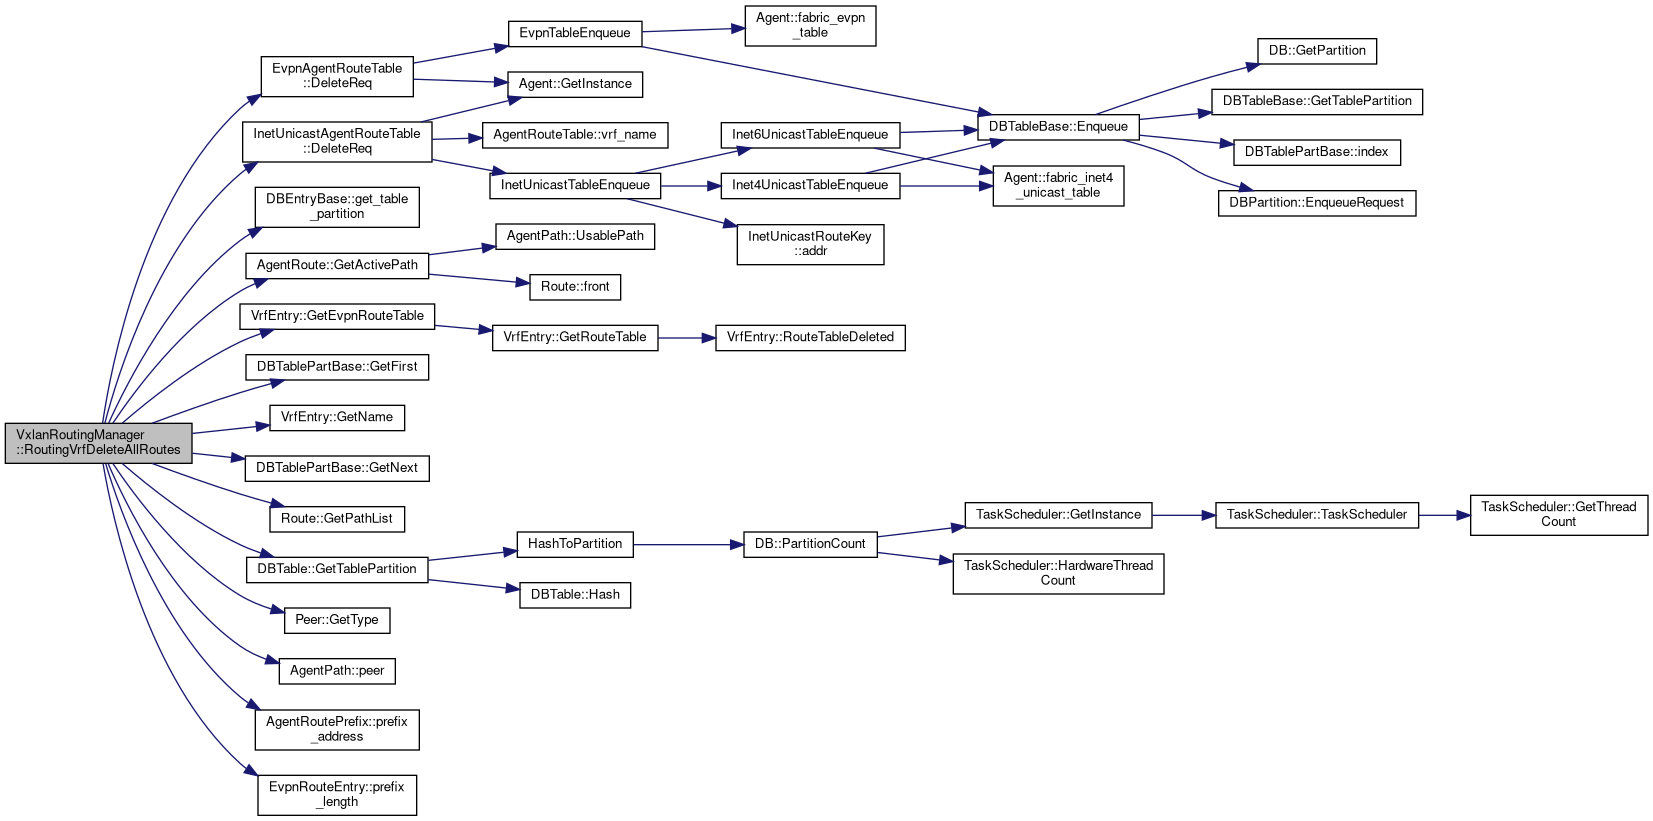 VxlanRoutingManager
::RoutingVrfDeleteAllRoutes
EvpnAgentRouteTable
::DeleteReq
EvpnTableEnqueue
Agent::fabric_evpn
_table
Agent::GetInstance
InetUnicastAgentRouteTable
::DeleteReq
AgentRouteTable::vrf_name
InetUnicastTableEnqueue
Inet6UnicastTableEnqueue
Inet4UnicastTableEnqueue
InetUnicastRouteKey
::addr
DBTableBase::Enqueue
Agent::fabric_inet4
_unicast_table
DB::GetPartition
DBTableBase::GetTablePartition
DBTablePartBase::index
DBPartition::EnqueueRequest
DBEntryBase::get_table
_partition
AgentRoute::GetActivePath
AgentPath::UsablePath
Route::front
VrfEntry::GetEvpnRouteTable
VrfEntry::GetRouteTable
VrfEntry::RouteTableDeleted
DBTablePartBase::GetFirst
VrfEntry::GetName
DBTablePartBase::GetNext
Route::GetPathList
DBTable::GetTablePartition
HashToPartition
DBTable::Hash
DB::PartitionCount
TaskScheduler::GetInstance
TaskScheduler::HardwareThread
Count
TaskScheduler::TaskScheduler
TaskScheduler::GetThread
Count
Peer::GetType
AgentPath::peer
AgentRoutePrefix::prefix
_address
EvpnRouteEntry::prefix
_length